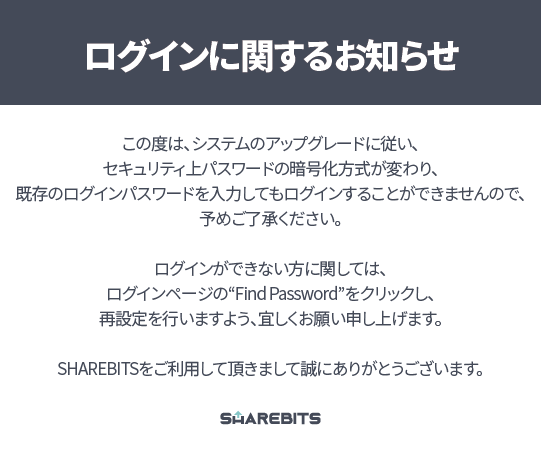 ログインに関するお知らせ
この度は、システムのアップグレードに従い、
セキュリティ上パスワードの暗号化方式が変わり、
既存のログインパスワードを入力してもログインすることができませんので、
予めご了承ください。
ログインができない方に関しては、
ログインページの“Find Password”をクリックし、
再設定を行いますよう、宜しくお願い申し上げます。
SHAREBITSをご利用して頂きまして誠にありがとうございます。
SHAREBITS